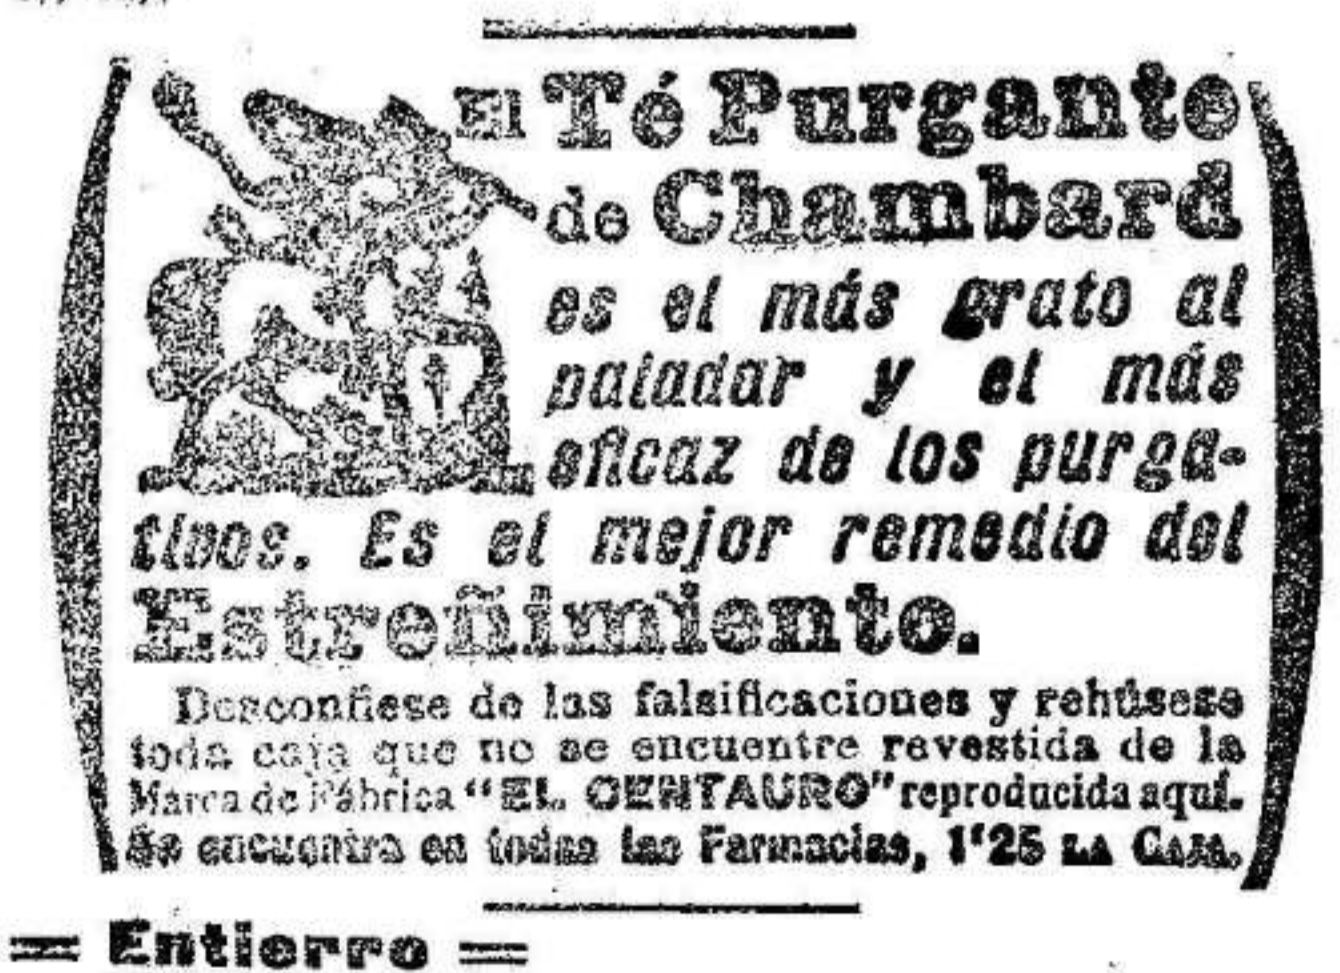 El Té Purgante
de Chambard
es el más grato al
paladar y el más
eficaz de los purga-
tivos. Es el mejor remedio del
Estreñimiento.
Desconfiese de las falsificaciones y rehúsese
toda caja que no se encuentre revestida de la
Marca de Fábrica "EL CENTAURO" reproducida aquí.
Se encuentra en todas las Farmacias, 1'25 LA CAJA.
= Entierro =